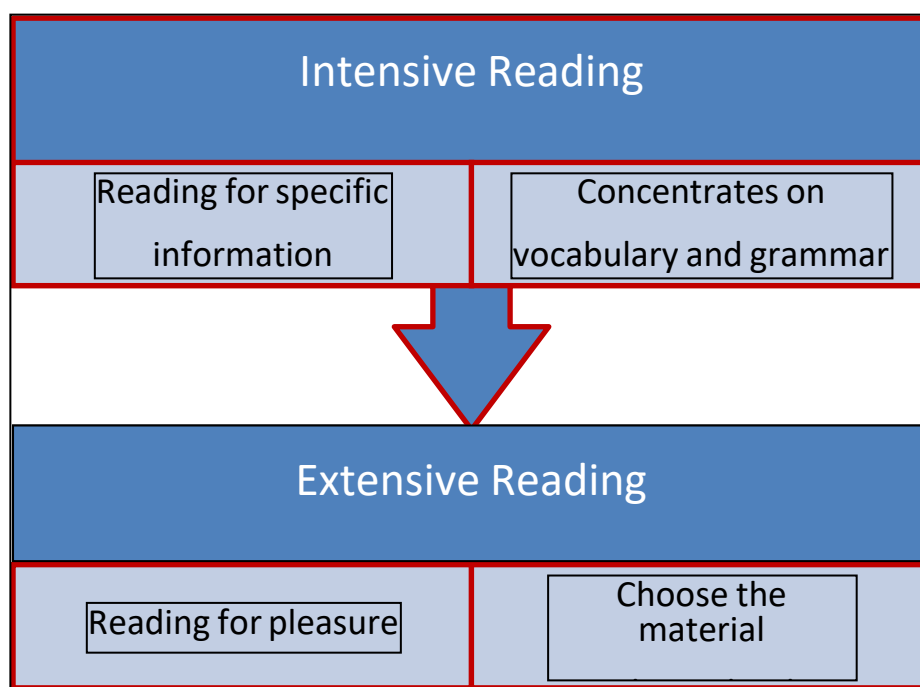 Intensive Reading
Reading for specific
information
Concentrates on
vocabulary and grammar
Extensive Reading
Reading for pleasure
Choose the
material